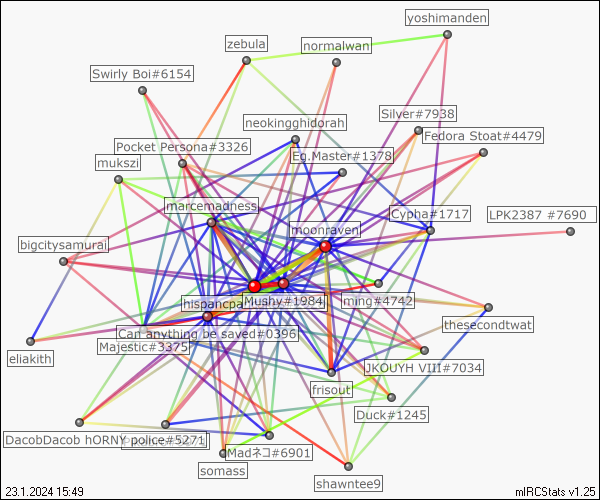 yoshimanden
zebula
normalwan
Swirly Boi#6154
Silver#7938
neokingghidorah
Fedora Stoat#4479
Pocket Persona#3326
Eg.Master#1378
mukszi
marcemadness
Cypha#1717
LPK2387 #7690
moonraven
bigcitysamurai
hispancpa
Mushy#1984
ming#4742
thesecondtwat
Can anything be saved#0396
Majestic#3375
eliakith
JKOUYH VIII#7034
frisout
Duck#1245
DacobDacob hORNY police#5271
Madネコ#6901
somass
shawntee9
23.1.2024 15:49
mIRCStats v1.25